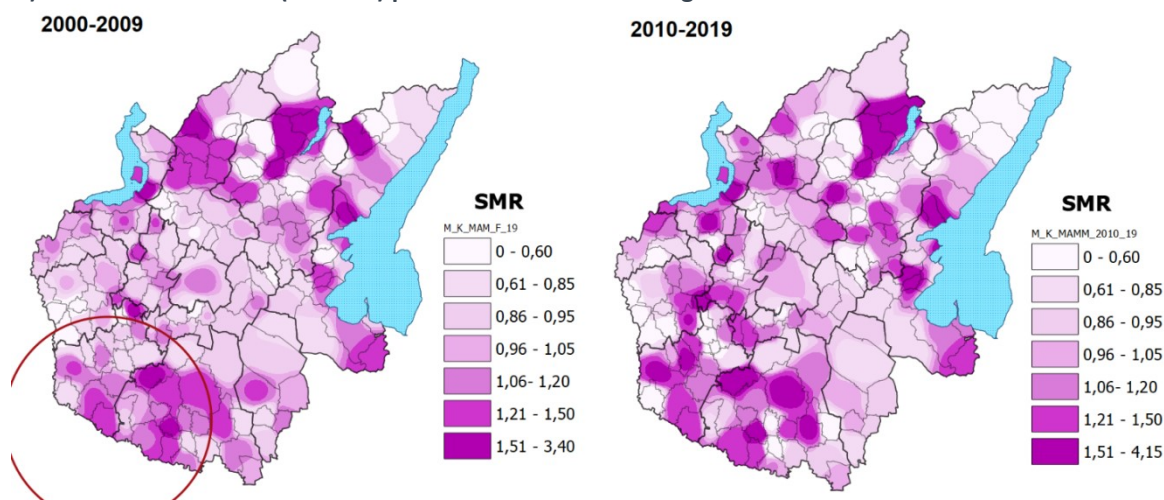 2000-2009
SMR
M_K_MAM_F_19
0 - 0,60
0,61 - 0,85
0,86 - 0,95
0,96 - 1,05
1,06- 1,20
1,21 - 1,50
1,51 - 3,40
2010-2019
SMR
M_K_MAMM_2010_19
0 - 0,60
0,61 - 0,85
0,86 - 0,95
0,96 - 1,05
1,06- 1,20
1,21 - 1,50
1,51 - 4,15